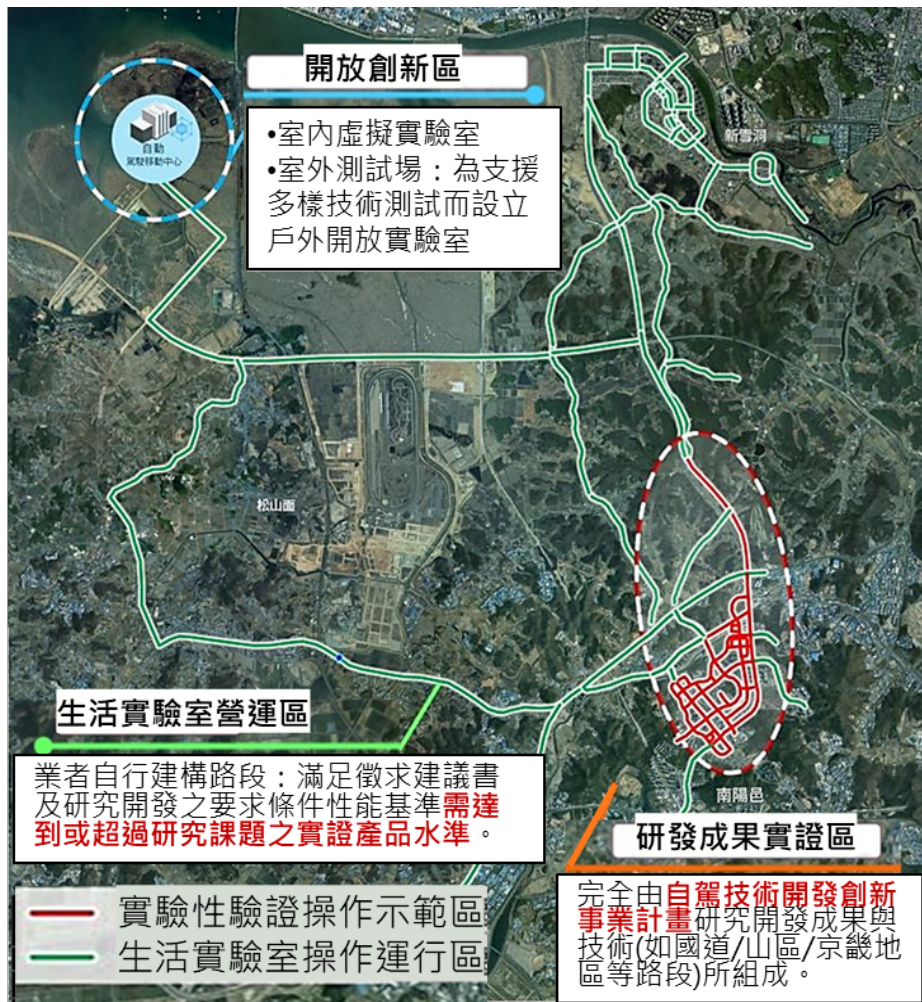 開放創新區
•室內虛擬實驗室
•室外測試場：為支援
多樣技術測試而設立
戶外開放實驗室
自動
駕駛移動中心
新雪洞
松山面
生活實驗室營運區
業者自行建構路段：滿足徵求建議書
及研究開發之要求條件性能基準需達
到或超過研究課題之實證產品水準。
南陽邑
研發成果實證區
完全由自駕技術開發創新
事業計畫研究開發成果與
技術(如國道/山區/京畿地
區等路段)所組成。
實驗性驗證操作示範區
生活實驗室操作運行區